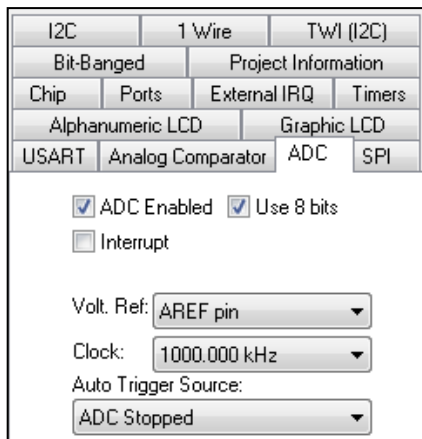 I2C 1 Wire TWI (I2C)
Bit-Banged Project Information
Chip Ports External IRQ Timers
Alphanumeric LCD Graphic LCD
USART Analog Comparator ADC SPI
ADC Enabled Use 8 bits
Interrupt
Volt. Ref: AREF pin
Clock: 1000.000 kHz
Auto Trigger Source:
ADC Stopped